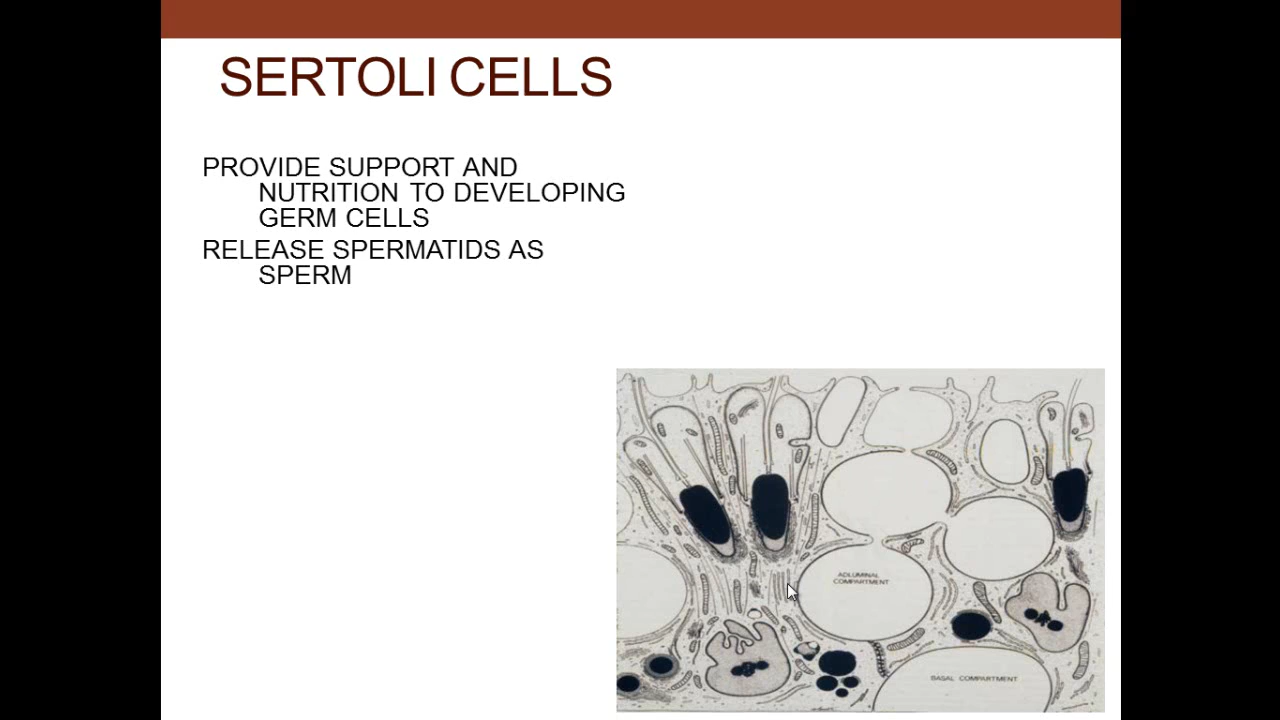 SERTOLI CELLS
PROVIDE SUPPORT AND
NUTRITION TO DEVELOPING
GERM CELLS
RELEASE SPERMATIDS AS
SPERM
ADLUMINAL
COMPARTMENT
BASAL COMPARTMENT